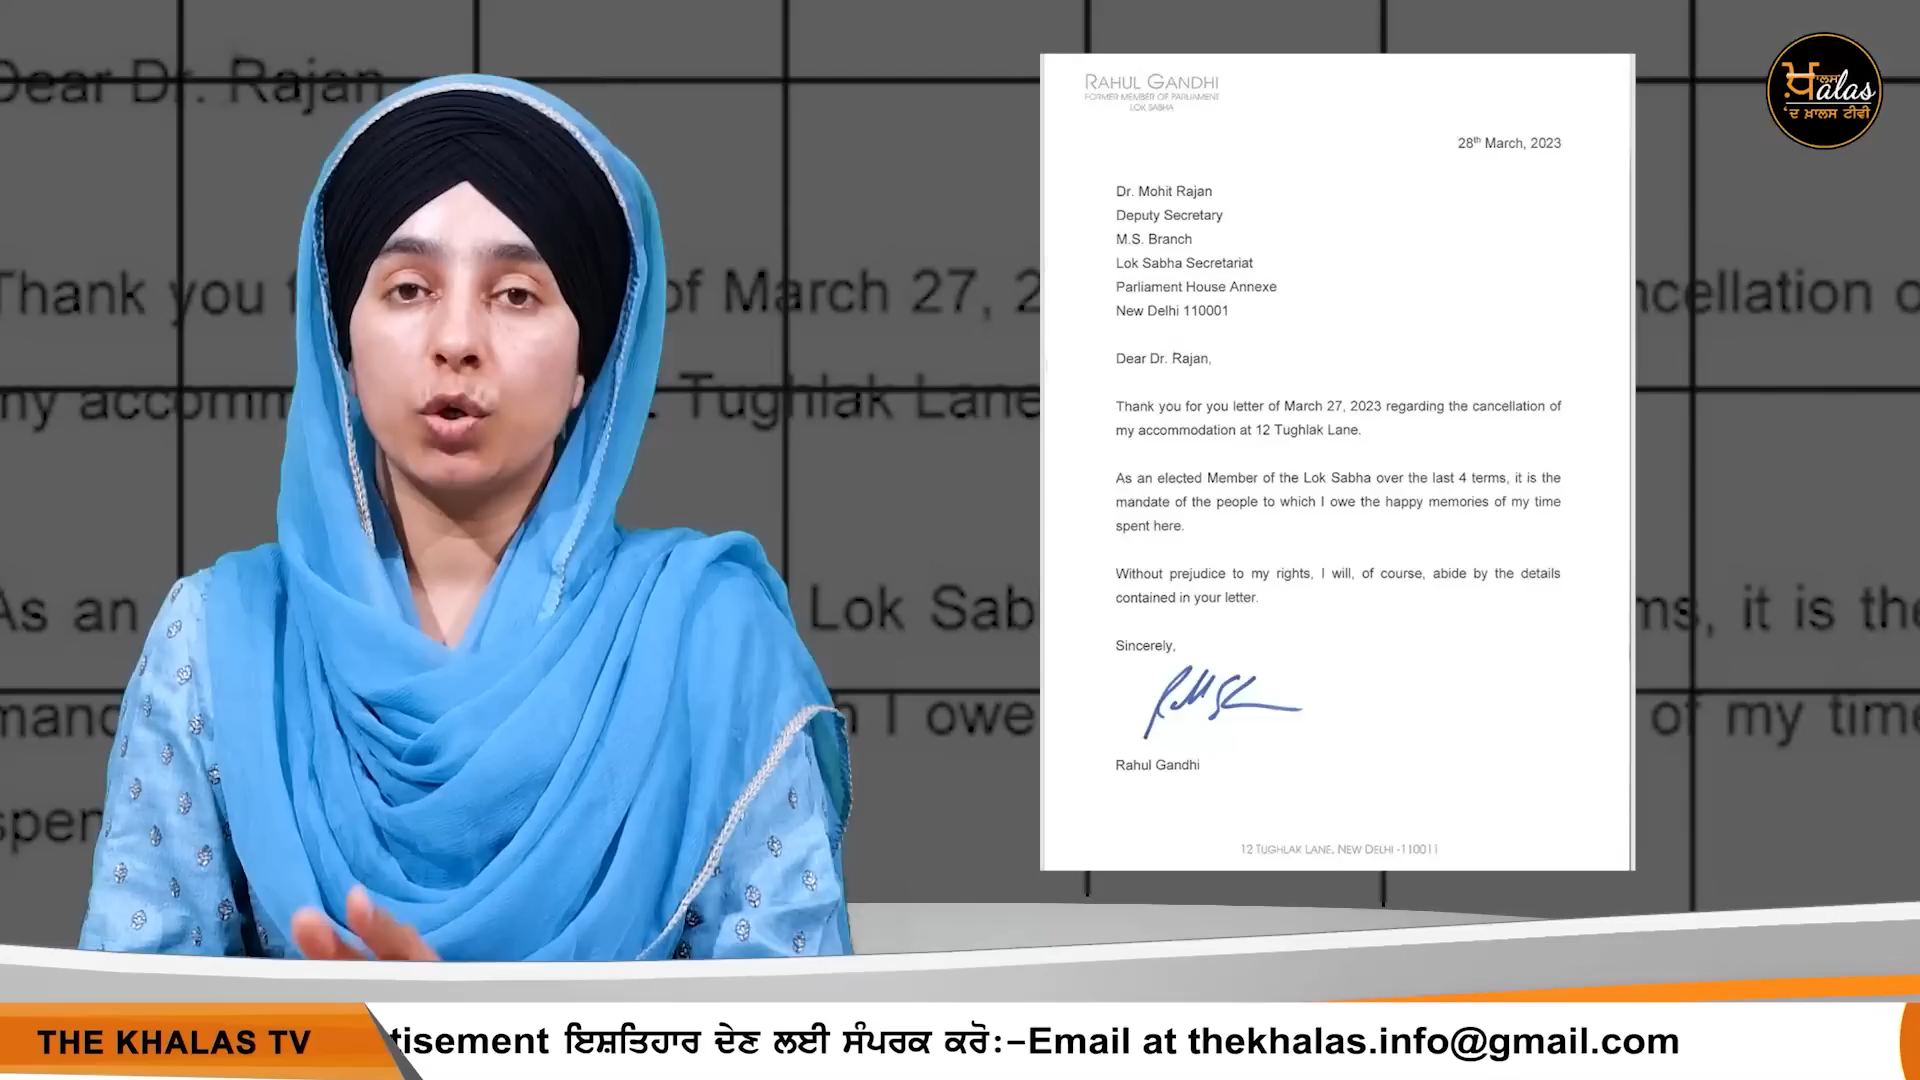 Dear Dr. Rajan
Thank you
of March 27, 2
ncellation o
my accomm
Tughlak Lane
As an
Lok Sab
ms, it is the
mand
I owe
of my time
spen
RAHUL GANDHI
FORMER MEMBER OF PARLIAMENT
LOK SABHA
28th March, 2023
Dr. Mohit Rajan
Deputy Secretary
M.S. Branch
Lok Sabha Secretariat
Parliament House Annexe
New Delhi 110001
Dear Dr. Rajan,
Thank you for you letter of March 27, 2023 regarding the cancellation of
my accommodation at 12 Tughlak Lane.
As an elected Member of the Lok Sabha over the last 4 terms, it is the
mandate of the people to which I owe the happy memories of my time
spent here.
Without prejudice to my rights, I will, of course, abide by the details
contained in your letter.
Sincerely,
Rahul Gandhi
12 TUGHLAK LANE, NEW DELHI -110011
ਖ਼ਾਲਸ
Khalas
'ਦ ਖ਼ਾਲਸ ਟੀਵੀ
THE KHALAS TV
tisement ਇਸ਼ਤਿਹਾਰ ਦੇਣ ਲਈ ਸੰਪਰਕ ਕਰੋ:-Email at thekhalas.info@gmail.com